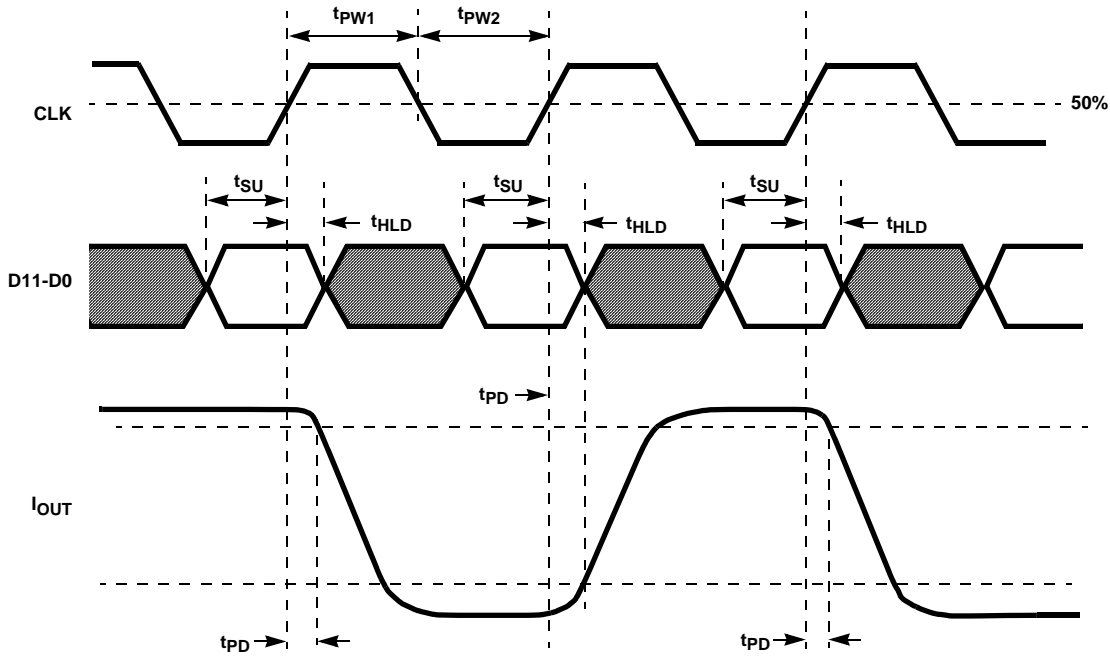 tPW1 tPW2
CLK
50%
tSU tSU tSU
tHLD tHLD tHLD
D11-D0
tPD
IOUT
tPD tPD